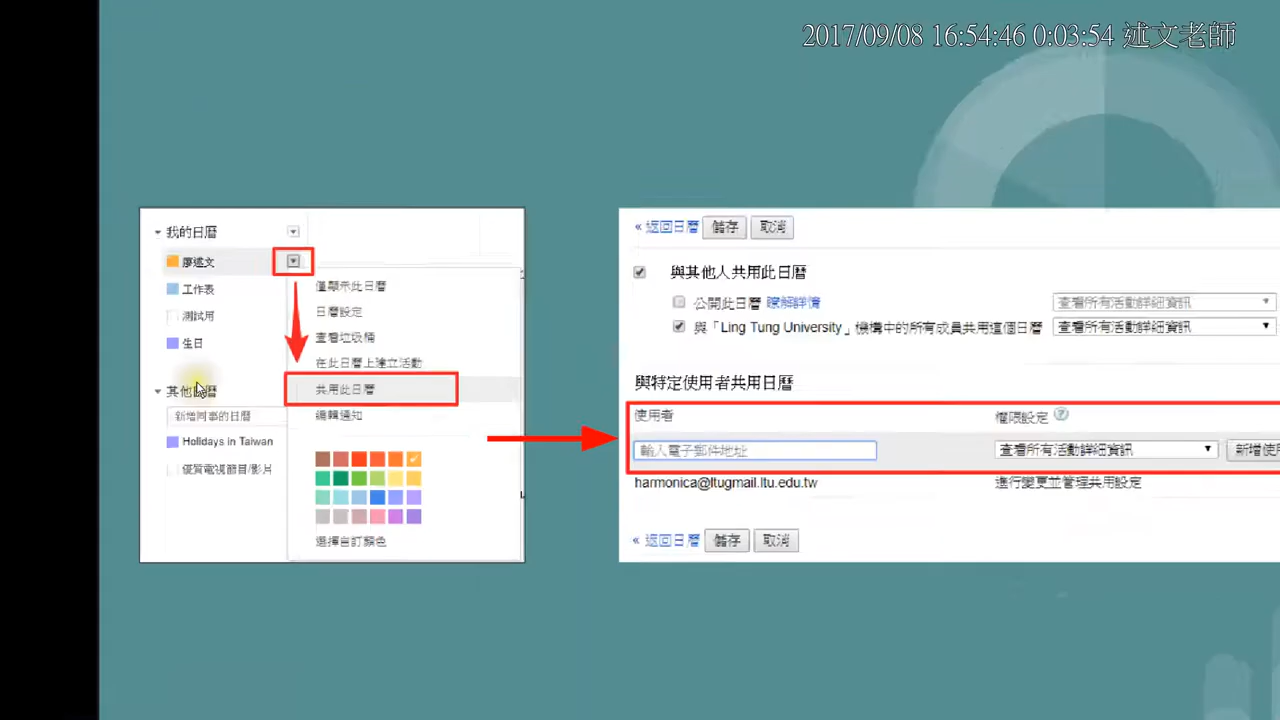 2017/09/08 16:54:46 0:03:54 述文老師
我的日曆
廖述文
工作表
測試用
生日
其他日曆
新增同事的日曆
Holidays in Taiwan
優質電視節目/影片
僅顯示此日曆
日曆設定
查看垃圾桶
在此日曆上建立活動
共用此日曆
編輯通知
選擇自訂顏色
« 返回日曆 儲存 取消
與其他人共用此日曆
公開此日曆 瞭解詳情 查看所有活動詳細資訊
與「Ling Tung University」機構中的所有成員共用這個日曆 查看所有活動詳細資訊
與特定使用者共用日曆
使用者 權限設定 ?
輸入電子郵件地址 查看所有活動詳細資訊 新增使
harmonica@ltugmail.ltu.edu.tw 進行變更並管理共用設定
« 返回日曆 儲存 取消